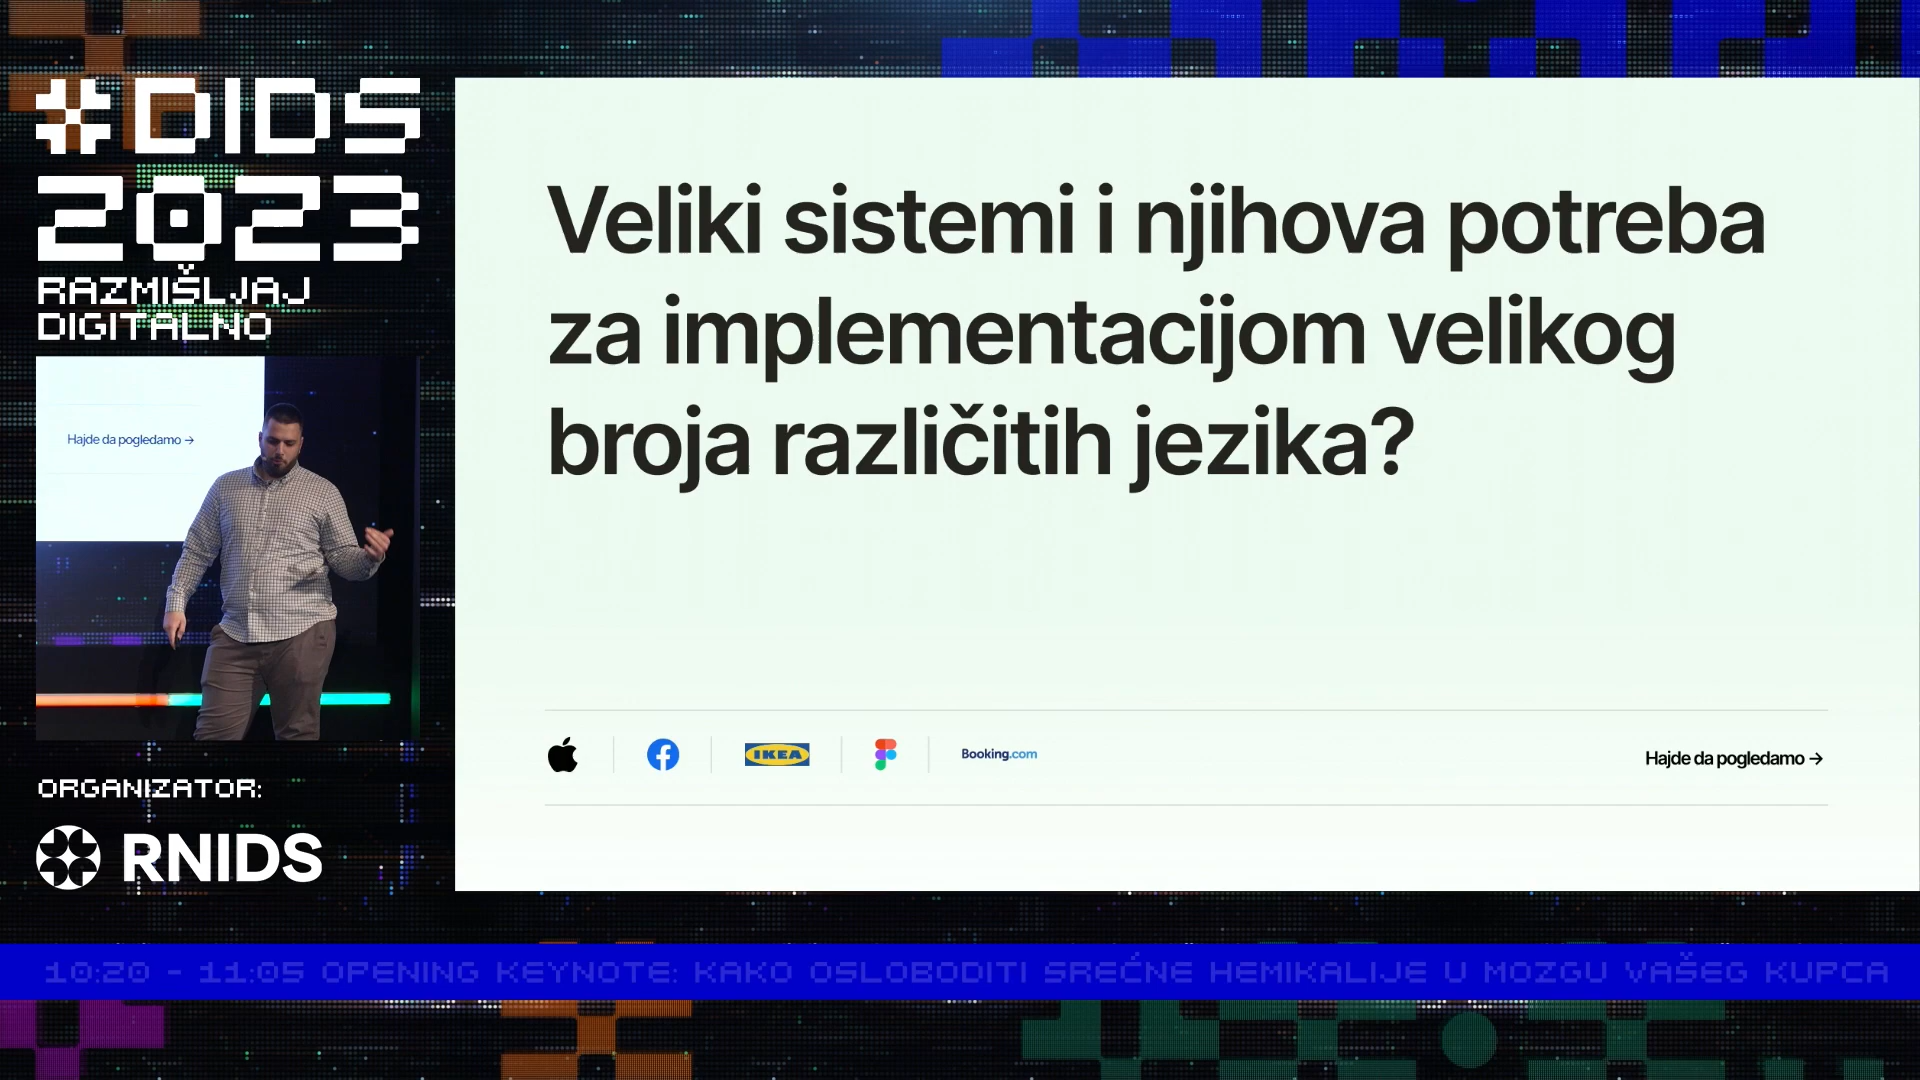 #DIDS
2023
RAZMIŠLJAJ
DIGITALNO
Hajde da pogledamo →
ORGANIZATOR:
RNIDS
Veliki sistemi i njihova potreba
za implementacijom velikog
broja različitih jezika?
IKEA
Booking.com
Hajde da pogledamo →
10:20 - 11:05 OPENING KEYNOTE: KAKO OSLOBODITI SREĆNE HEMIKALIJE U MOZGU VAŠEG KUPCA